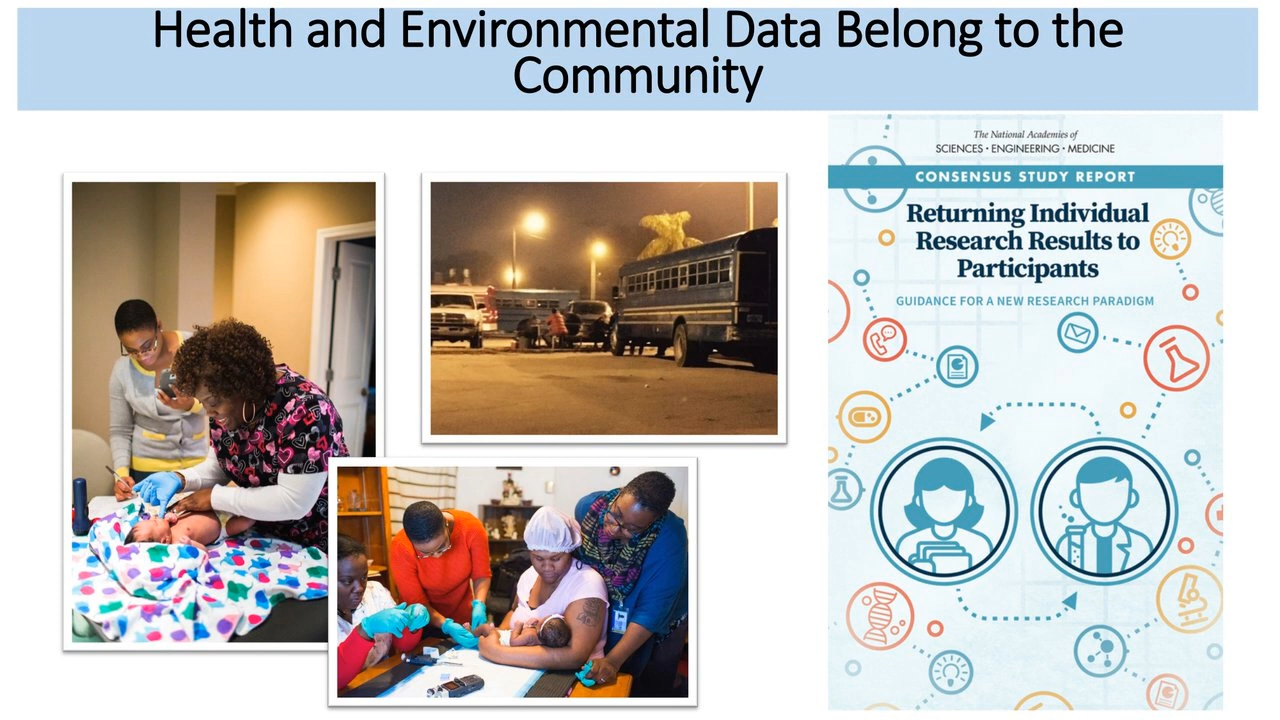 Health and Environmental Data Belong to the
Community
The National Academies of
SCIENCES • ENGINEERING • MEDICINE
CONSENSUS STUDY REPORT
Returning Individual
Research Results to
Participants
GUIDANCE FOR A NEW RESEARCH PARADIGM